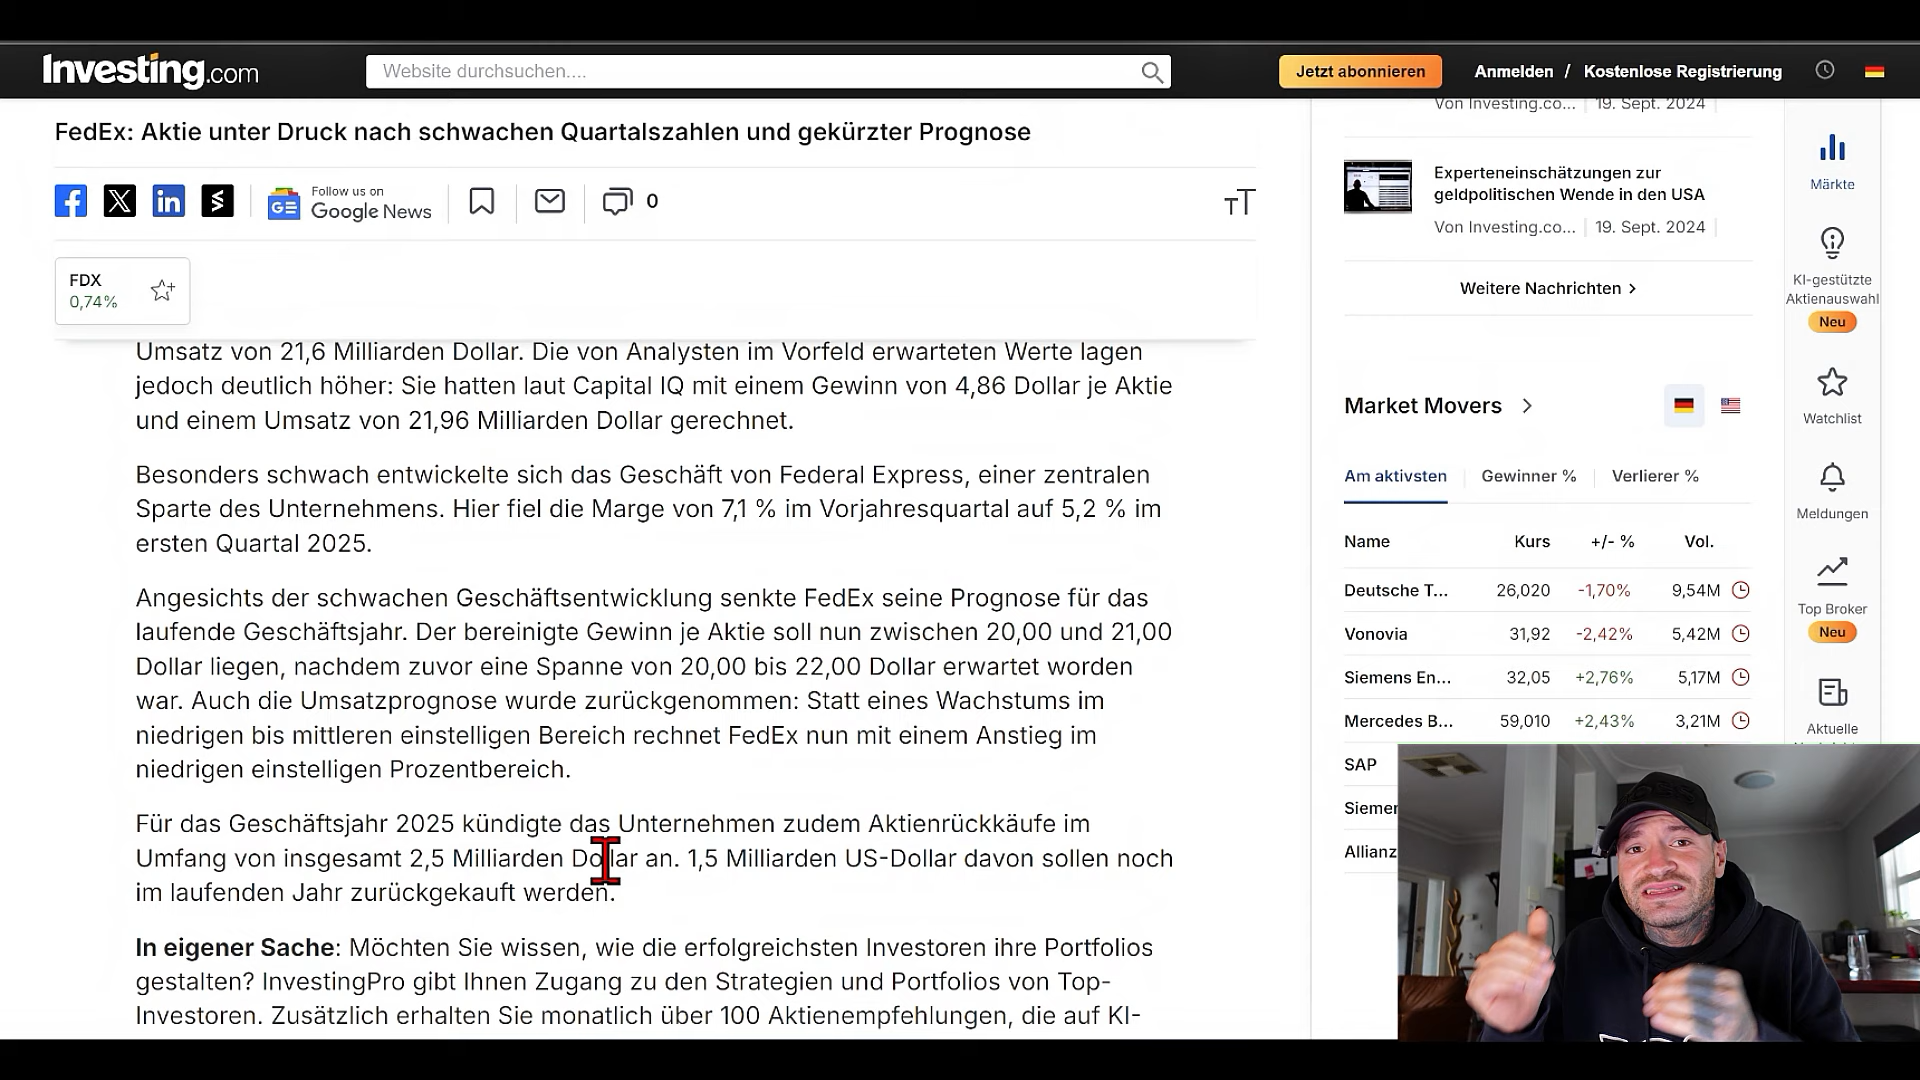 Investing.com
Website durchsuchen....
Jetzt abonnieren
Anmelden / Kostenlose Registrierung
FedEx: Aktie unter Druck nach schwachen Quartalszahlen und gekürzter Prognose
Follow us on
Google News
0
FDX
0,74%
Umsatz von 21,6 Milliarden Dollar. Die von Analysten im Vorfeld erwarteten Werte lagen
jedoch deutlich höher: Sie hatten laut Capital IQ mit einem Gewinn von 4,86 Dollar je Aktie
und einem Umsatz von 21,96 Milliarden Dollar gerechnet.
Besonders schwach entwickelte sich das Geschäft von Federal Express, einer zentralen
Sparte des Unternehmens. Hier fiel die Marge von 7,1 % im Vorjahresquartal auf 5,2 % im
ersten Quartal 2025.
Angesichts der schwachen Geschäftsentwicklung senkte FedEx seine Prognose für das
laufende Geschäftsjahr. Der bereinigte Gewinn je Aktie soll nun zwischen 20,00 und 21,00
Dollar liegen, nachdem zuvor eine Spanne von 20,00 bis 22,00 Dollar erwartet worden
war. Auch die Umsatzprognose wurde zurückgenommen: Statt eines Wachstums im
niedrigen bis mittleren einstelligen Bereich rechnet FedEx nun mit einem Anstieg im
niedrigen einstelligen Prozentbereich.
Für das Geschäftsjahr 2025 kündigte das Unternehmen zudem Aktienrückkäufe im
Umfang von insgesamt 2,5 Milliarden Dollar an. 1,5 Milliarden US-Dollar davon sollen noch
im laufenden Jahr zurückgekauft werden.
In eigener Sache: Möchten Sie wissen, wie die erfolgreichsten Investoren ihre Portfolios
gestalten? InvestingPro gibt Ihnen Zugang zu den Strategien und Portfolios von Top-
Investoren. Zusätzlich erhalten Sie monatlich über 100 Aktienempfehlungen, die auf KI-
Von Investing.co... 19. Sept. 2024
Experteneinschätzungen zur
geldpolitischen Wende in den USA
Von Investing.co... 19. Sept. 2024
Weitere Nachrichten
Market Movers
Am aktivsten Gewinner % Verlierer %
Name Kurs +/- % Vol.
Deutsche T... 26,020 -1,70% 9,54M
Vonovia 31,92 -2,42% 5,42M
Siemens En... 32,05 +2,76% 5,17M
Mercedes B... 59,010 +2,43% 3,21M
SAP
Siemen
Allianz
Märkte
KI-gestützte
Aktienauswahl
Neu
Watchlist
Meldungen
Top Broker
Neu
Aktuelle